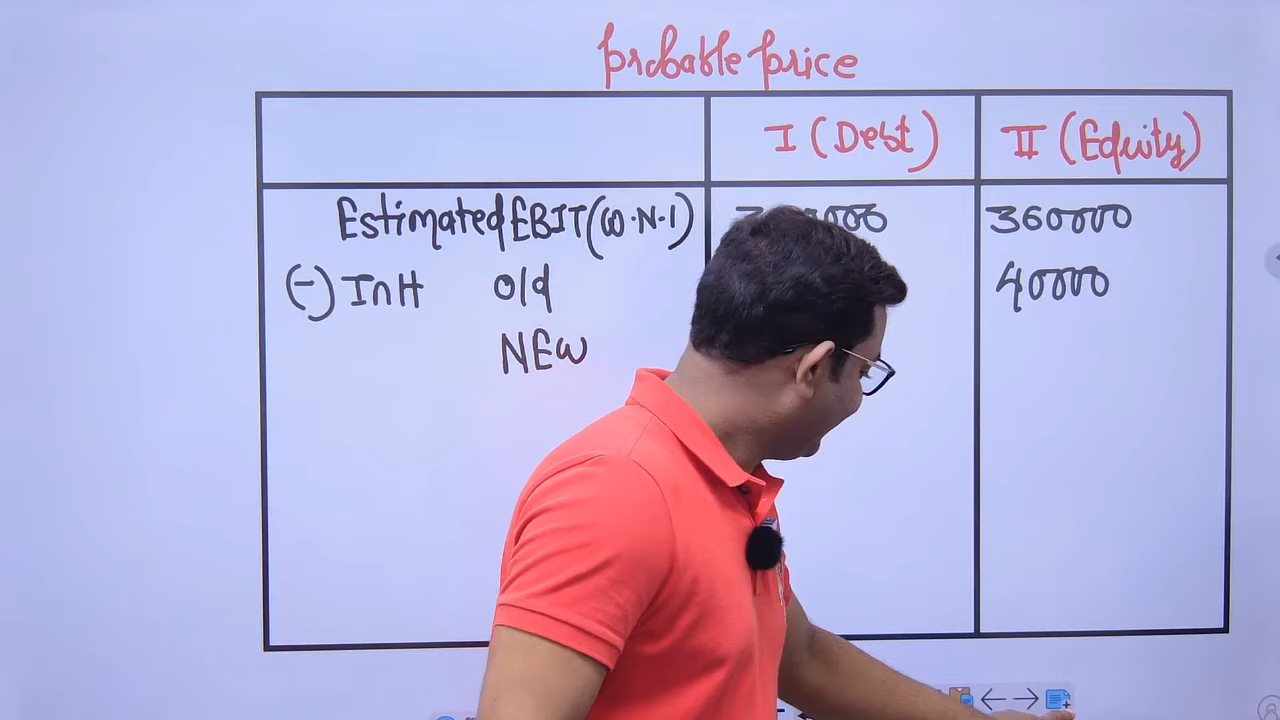 probable price
I (Debt) II (Equity)
Estimated EBIT (W.N-1) 360000
(-) Int old 40000
NEW